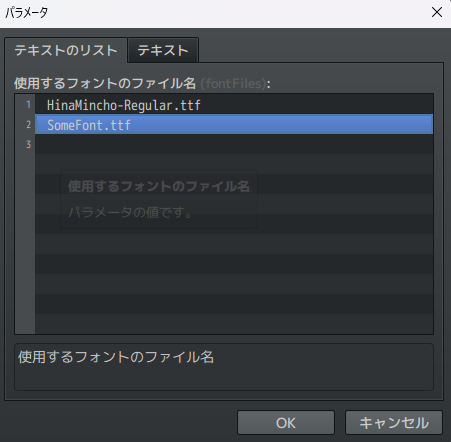 パラメータ
テキストのリスト テキスト
使用するフォントのファイル名 (fontFiles):
1 HinaMincho-Regular.ttf
2 SomeFont.ttf
3
使用するフォントのファイル名
パラメータの値です。
使用するフォントのファイル名
OK キャンセル